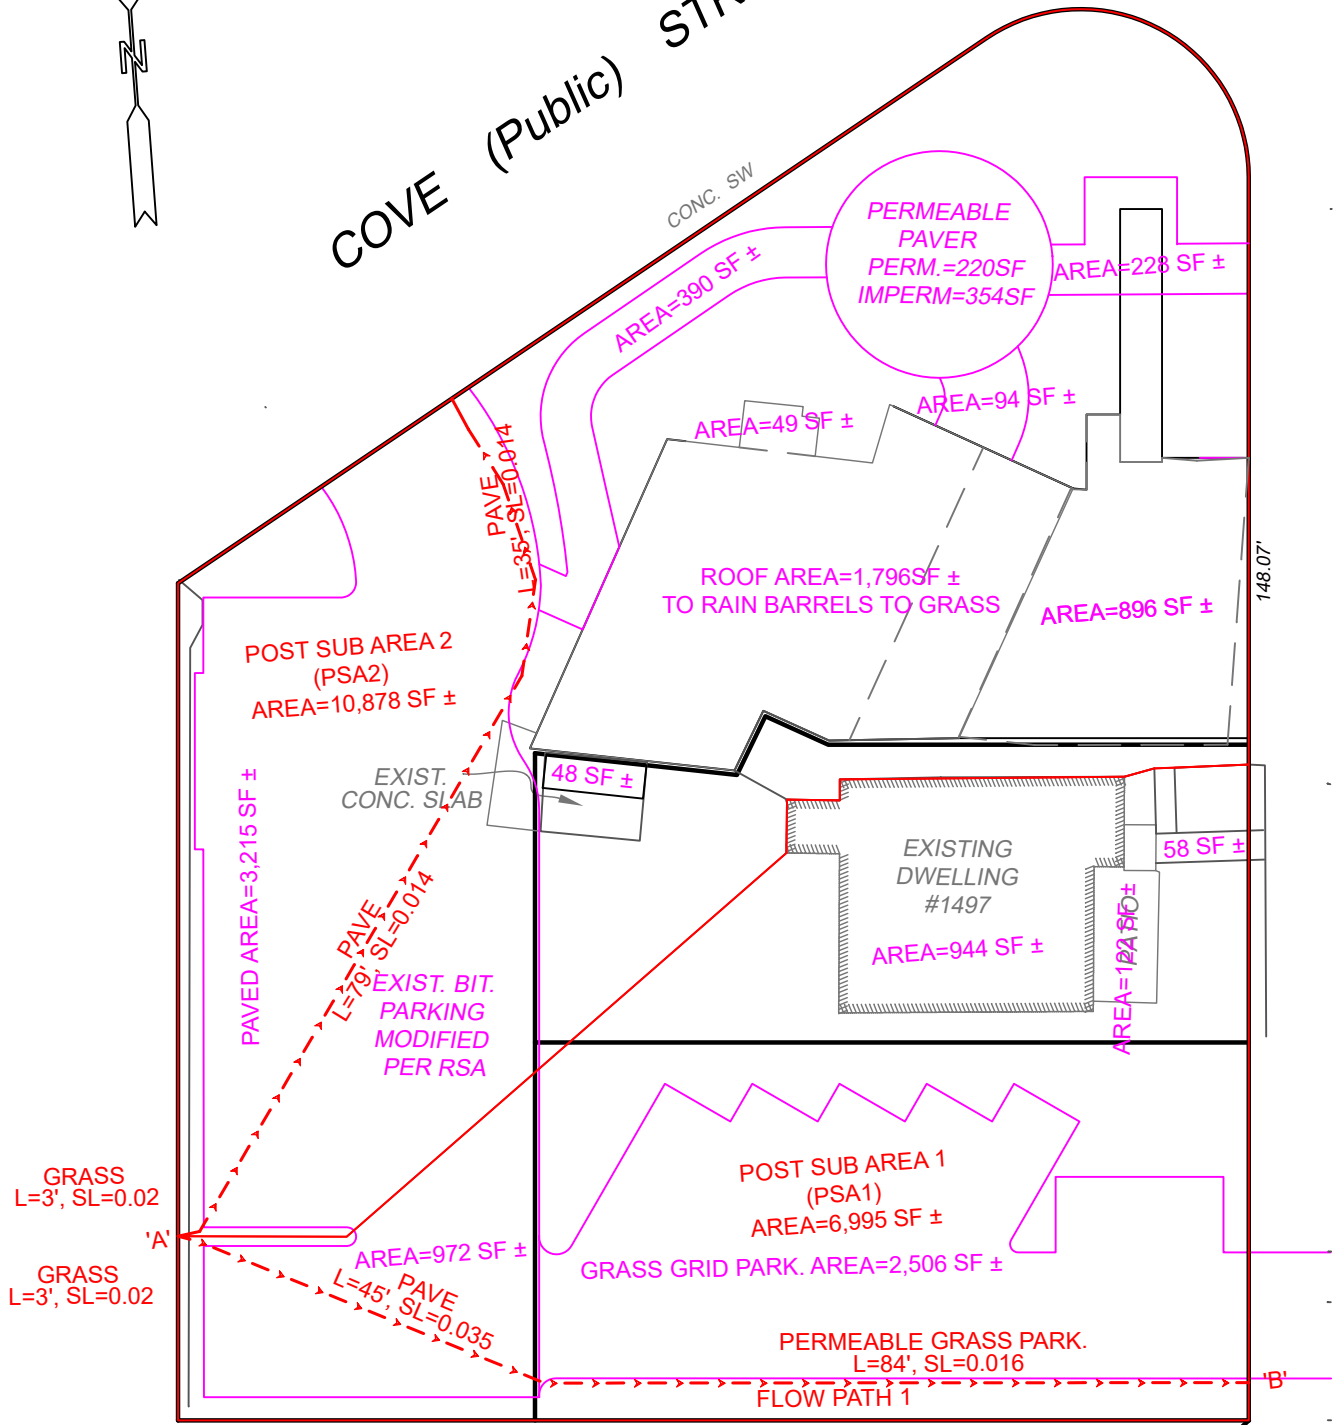 N
COVE (Public)
CONC. SW
PERMEABLE
PAVER
PERM.=220SF
IMPERM=354SF
AREA=228 SF ±
AREA=390 SF ±
AREA=94 SF ±
AREA=49 SF ±
PAVE
L=35', SL=0.014
ROOF AREA=1,796SF ±
TO RAIN BARRELS TO GRASS
AREA=896 SF ±
148.07'
POST SUB AREA 2
(PSA2)
AREA=10,878 SF ±
EXIST.
CONC. SLAB
48 SF ±
PAVED AREA=3,215 SF ±
EXISTING
DWELLING
#1497
AREA=944 SF ±
58 SF ±
PATIO
AREA=122 SF ±
PAVE
L=79', SL=0.014
EXIST. BIT.
PARKING
MODIFIED
PER RSA
GRASS
L=3', SL=0.02
'A'
GRASS
L=3', SL=0.02
AREA=972 SF ±
PAVE
L=45', SL=0.035
POST SUB AREA 1
(PSA1)
AREA=6,995 SF ±
GRASS GRID PARK. AREA=2,506 SF ±
PERMEABLE GRASS PARK.
L=84', SL=0.016
'B'
FLOW PATH 1